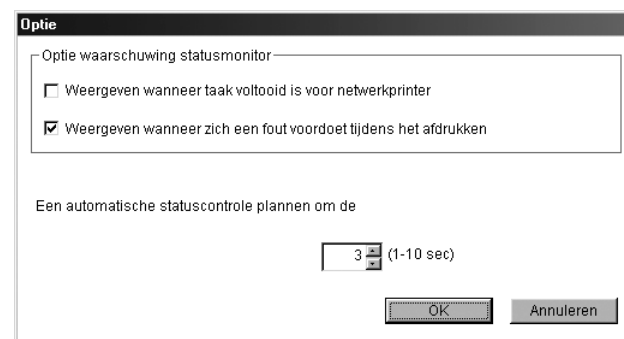 Optie
Optie waarschuwing statusmonitor
Weergeven wanneer taak voltooid is voor netwerkprinter
Weergeven wanneer zich een fout voordoet tijdens het afdrukken
Een automatische statuscontrole plannen om de
3 (1-10 sec)
OK Annuleren